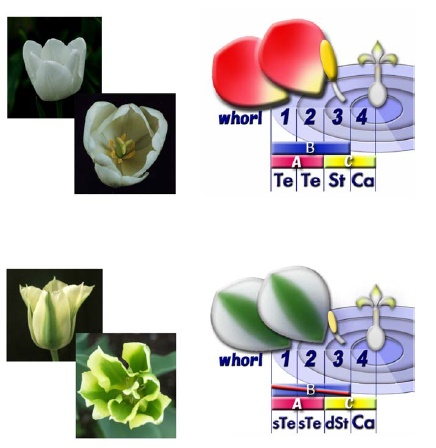 whorl 1 2 3 4
B
A C
Te Te St Ca
whorl 1 2 3 4
B
A C
sTe sTe dSt Ca